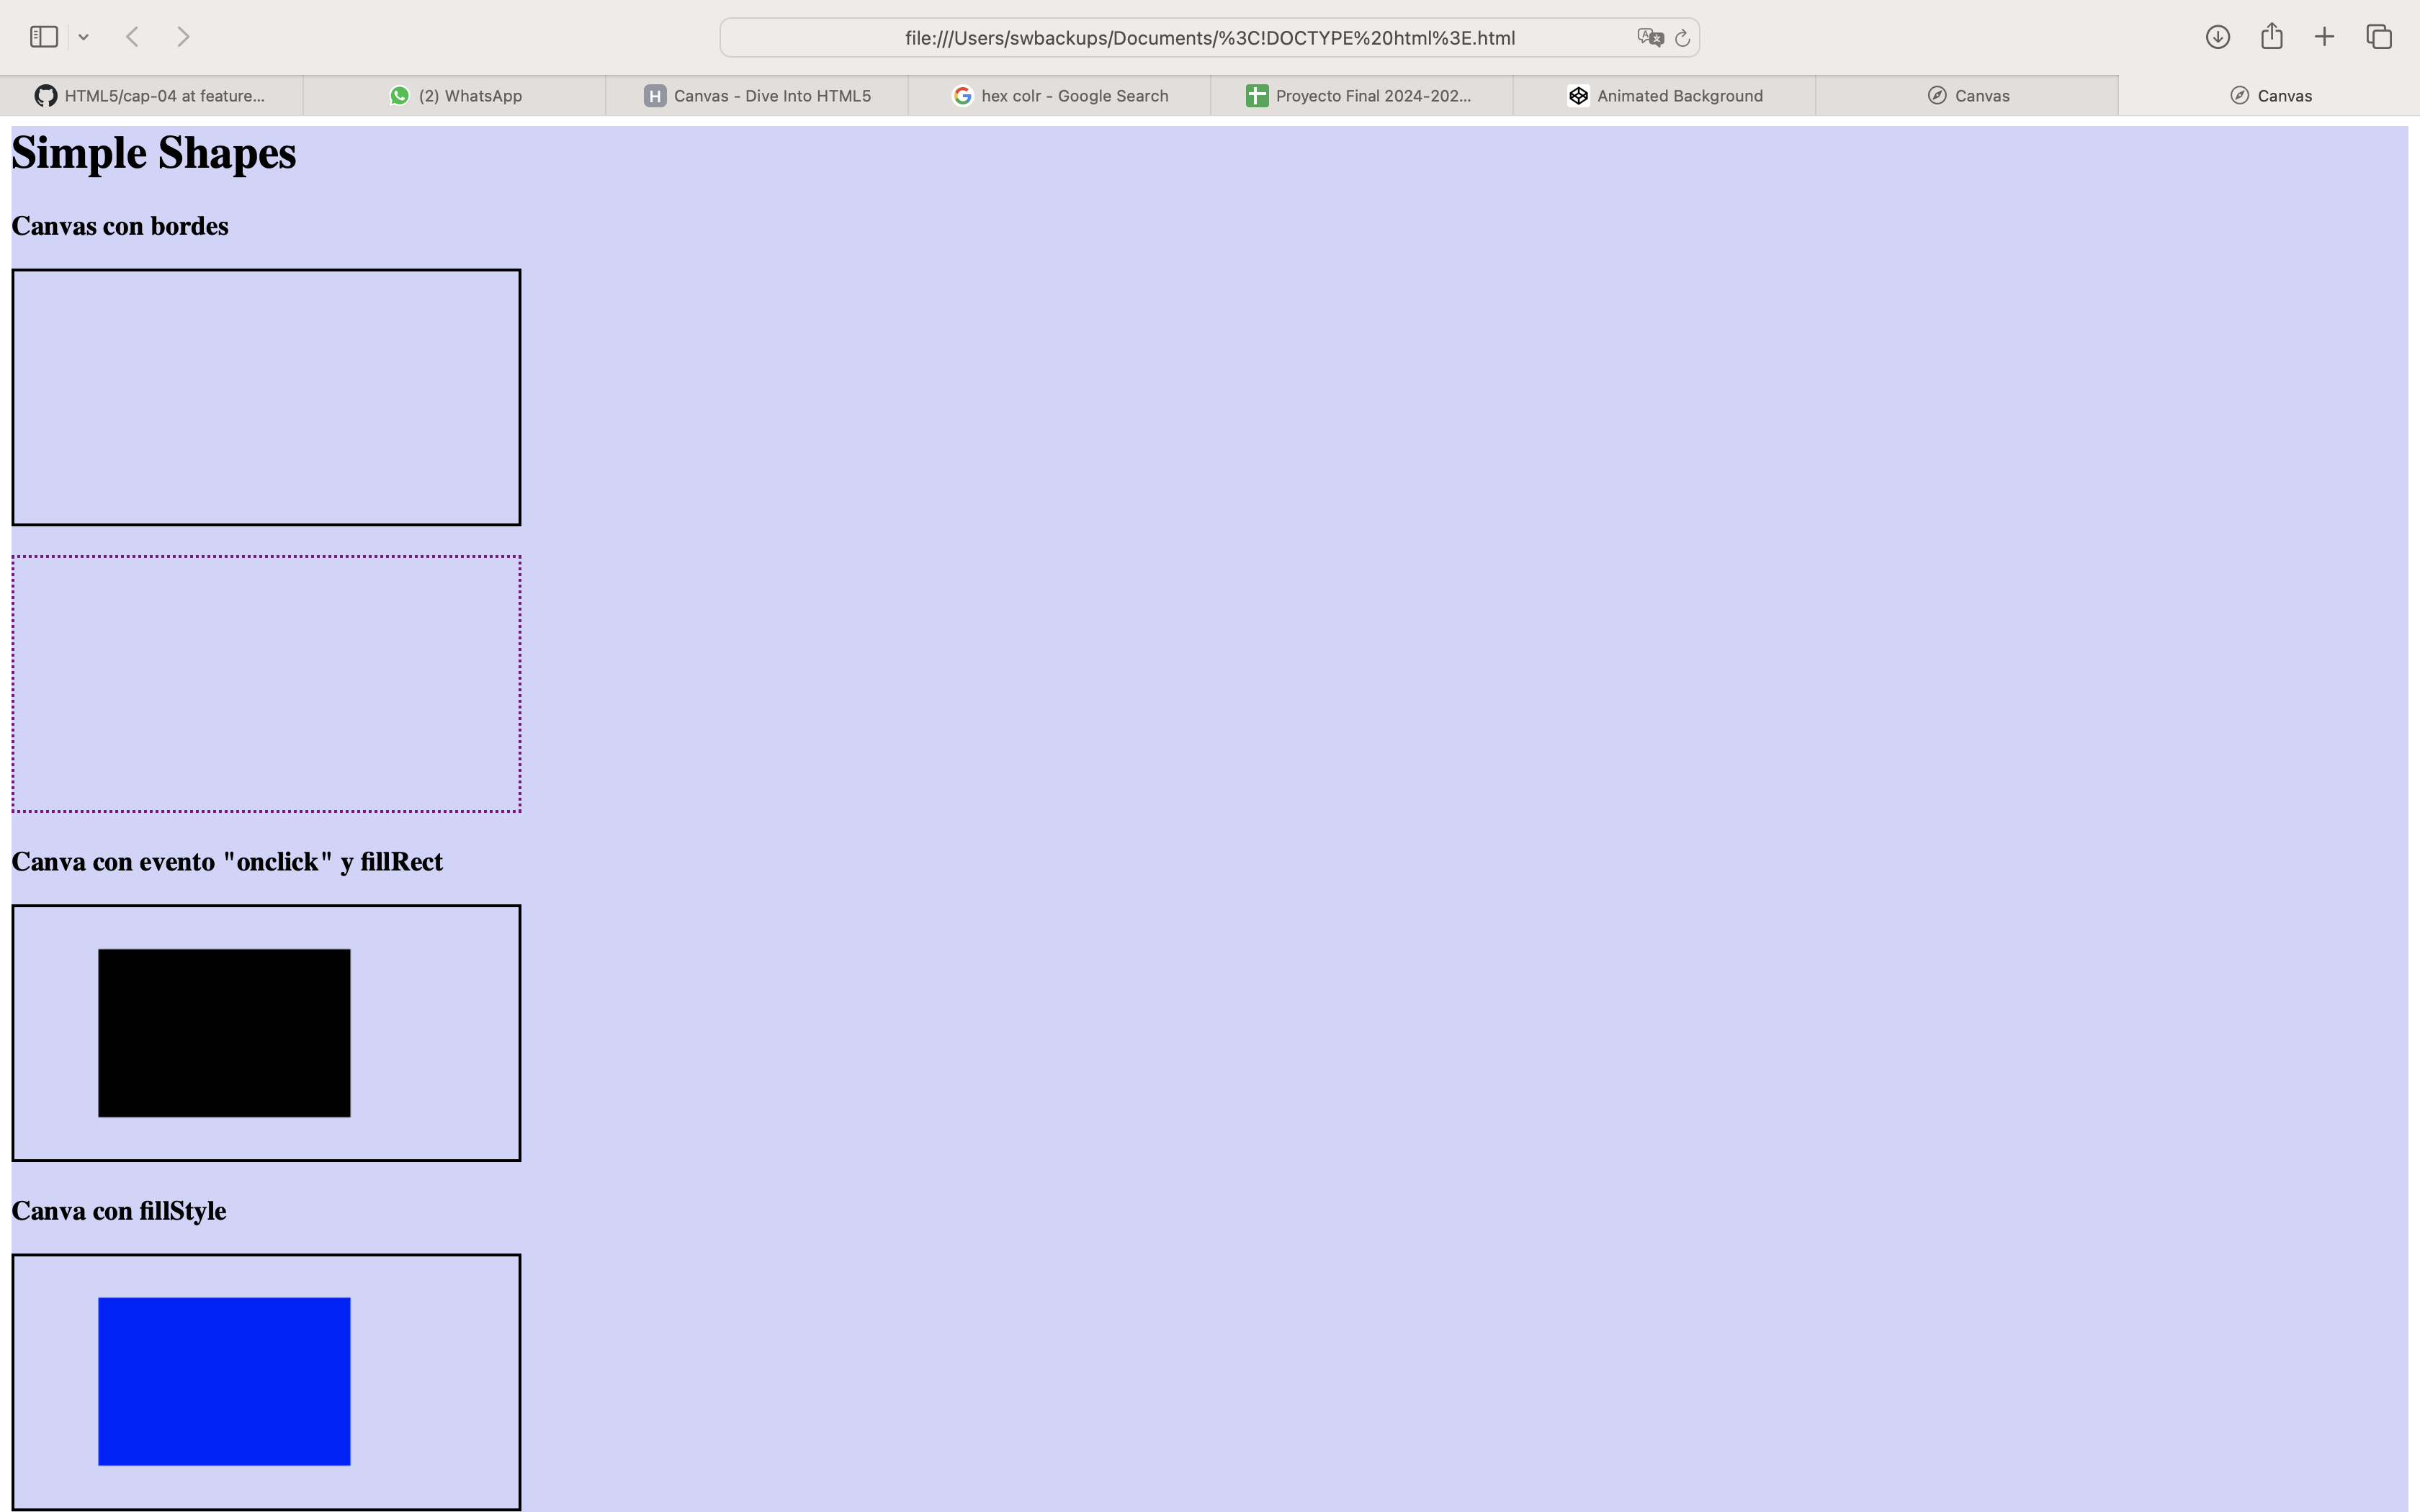 file:///Users/swbackups/Documents/%3C!DOCTYPE%20html%3E.html
HTML5/cap-04 at feature...
(2) WhatsApp
H
Canvas - Dive Into HTML5
hex colr - Google Search
Proyecto Final 2024-202...
Animated Background
Canvas
Canvas
Simple Shapes
Canvas con bordes
Canva con evento "onclick" y fillRect
Canva con fillStyle